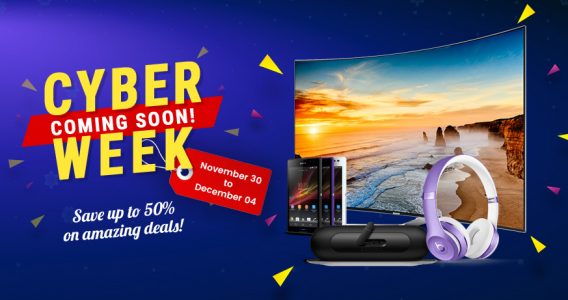 CYBER
COMING SOON!
WEEK
November 30
to
December 04
Save up to 50%
on amazing deals!